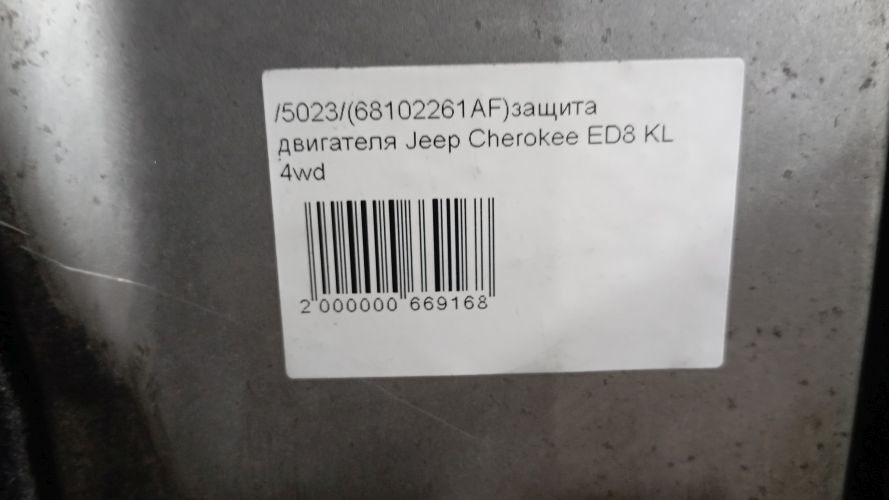 /5023/(68102261AF)защита
двигателя Jeep Cherokee ED8 KL
4wd
2 000000 669168